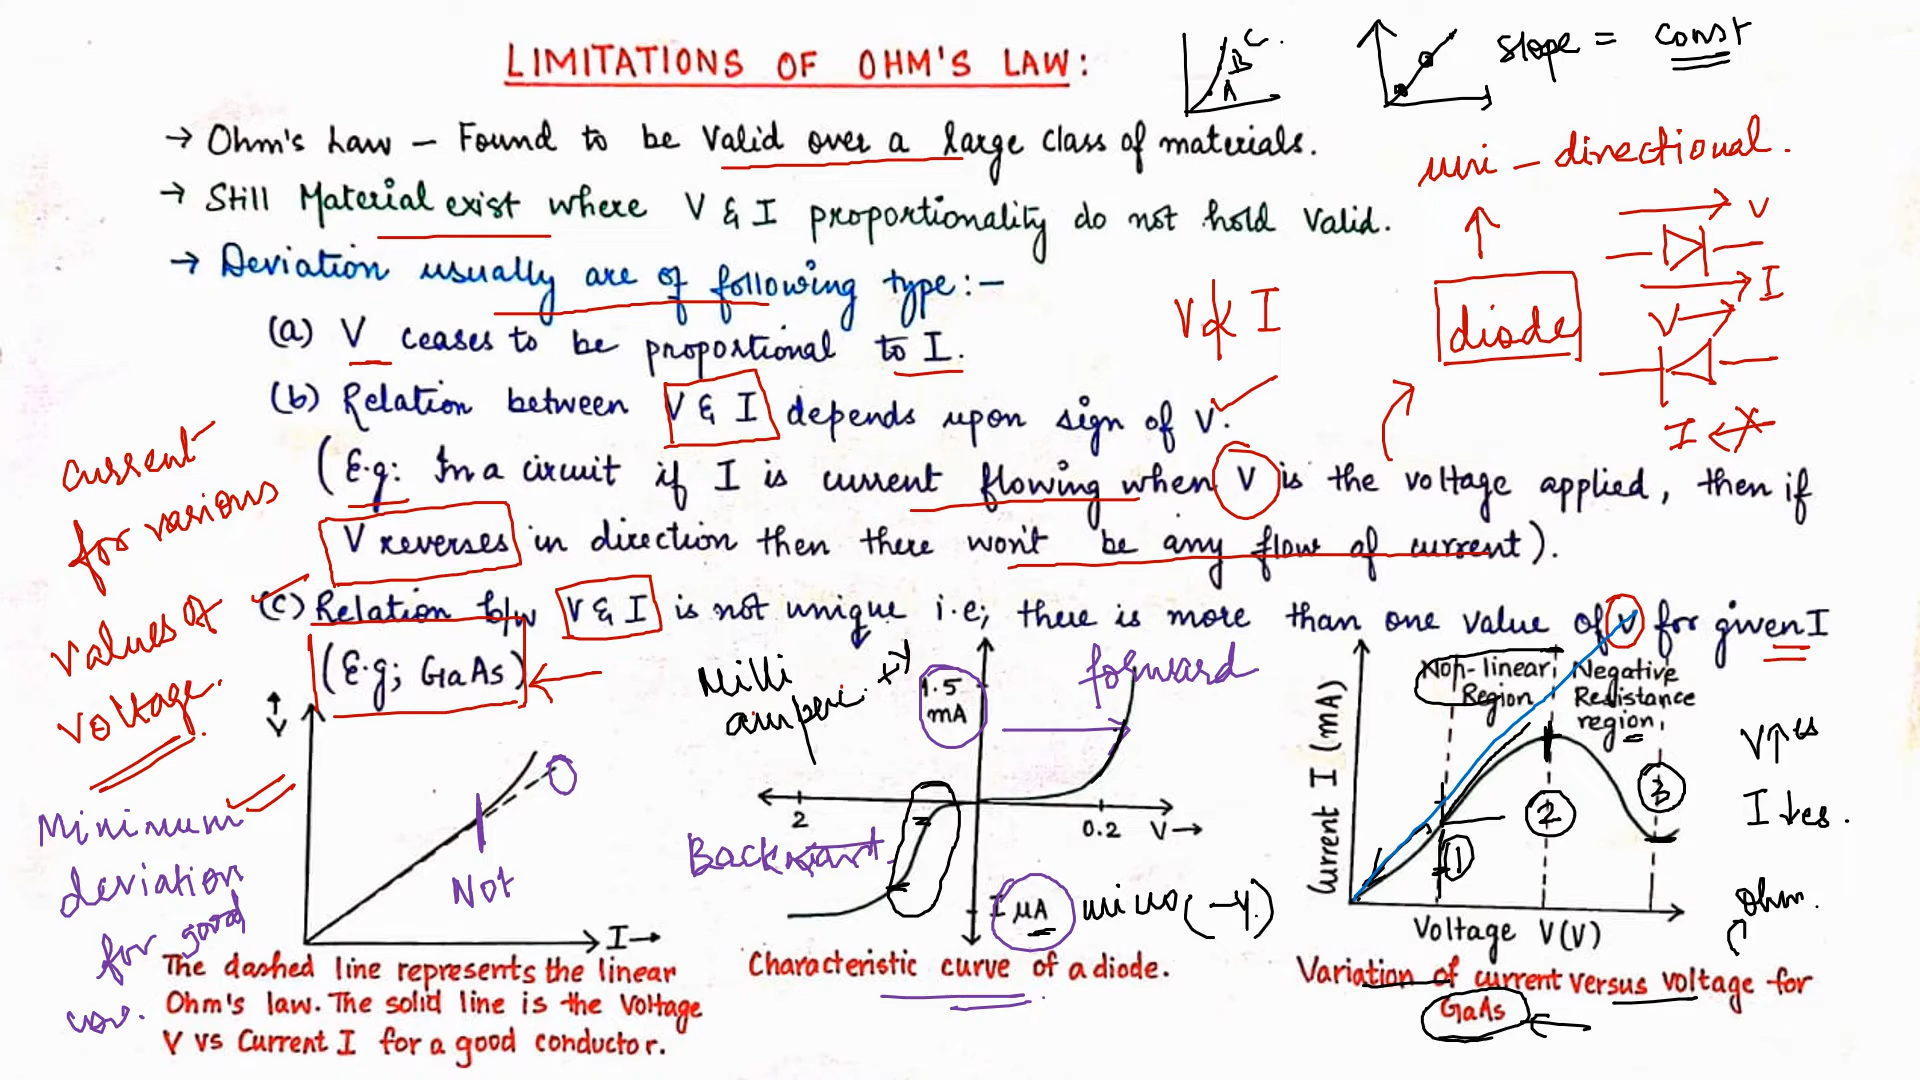 LIMITATIONS OF OHM'S LAW:
C.
B
A
slope = const
→ Ohm's Law – Found to be Valid over a large class of materials.
uni - directional.
→ Still Material exist where V & I proportionality do not hold Valid.
V
→ Deviation usually are of following type:-
I
V ∝̸ I
diode
V
(a) V ceases to be proportional to I.
(b) Relation between V & I depends upon sign of V.
I
(E.g: In a circuit if I is current flowing when V is the voltage applied, then if
V reverses in direction then there won't be any flow of current).
current
for various
values of
voltage.
(c) Relation b/w V & I is not unique i.e; there is more than one value of V for given I
(E.g; GaAs)
Minimum
deviation
for good
↑
V
Not
I→
The dashed line represents the linear
Ohm's law. The solid line is the Voltage
V vs Current I for a good conductor.
Milli
1.5
mA
forward
2
0.2 V→
I μA
(-y)
Characteristic curve of a diode.
Non-linear
Region
Negative
Resistance
region
Current I (mA)
1
2
3
V↑es
I↓es.
ohm.
Voltage V(V)
Variation of current versus voltage for
GaAs